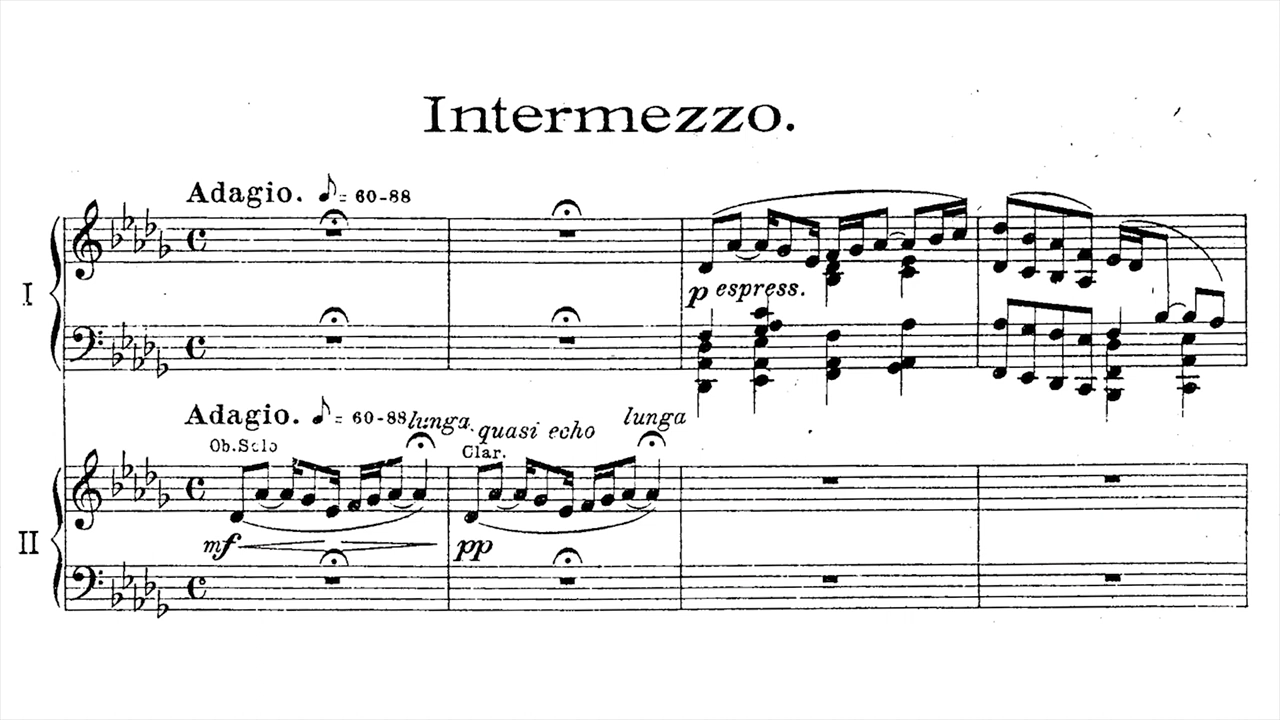 Intermezzo.
Adagio. ♪= 60-88
I
p espress.
Adagio. ♪= 60-88 lunga. quasi echo lunga
Ob.Solo Clar.
II
mf pp